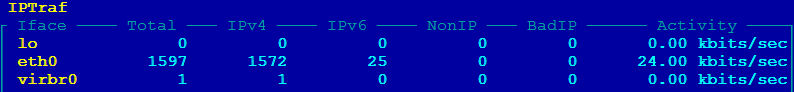 IPTraf
Iface Total IPv4 IPv6 NonIP BadIP Activity
lo 0 0 0 0 0 0.00 kbits/sec
eth0 1597 1572 25 0 0 24.00 kbits/sec
virbr0 1 1 0 0 0 0.00 kbits/sec